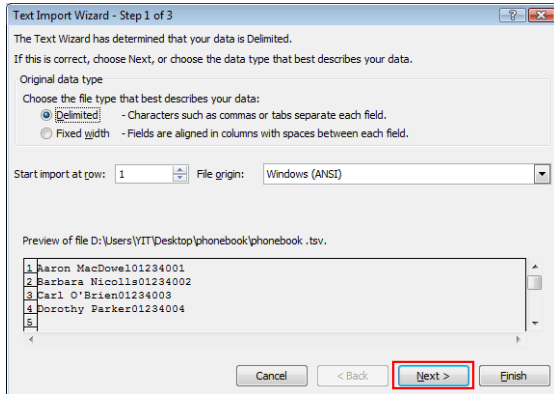 Text Import Wizard - Step 1 of 3
The Text Wizard has determined that your data is Delimited.
If this is correct, choose Next, or choose the data type that best describes your data.
Original data type
Choose the file type that best describes your data:
Delimited - Characters such as commas or tabs separate each field.
Fixed width - Fields are aligned in columns with spaces between each field.
Start import at row: 1 File origin: Windows (ANSI)
Preview of file D:\Users\YIT\Desktop\phonebook\phonebook .tsv.
1 Aaron MacDowel01234001
2 Barbara Nicolls01234002
3 Carl O'Brien01234003
4 Dorothy Parker01234004
5
Cancel < Back Next > Finish